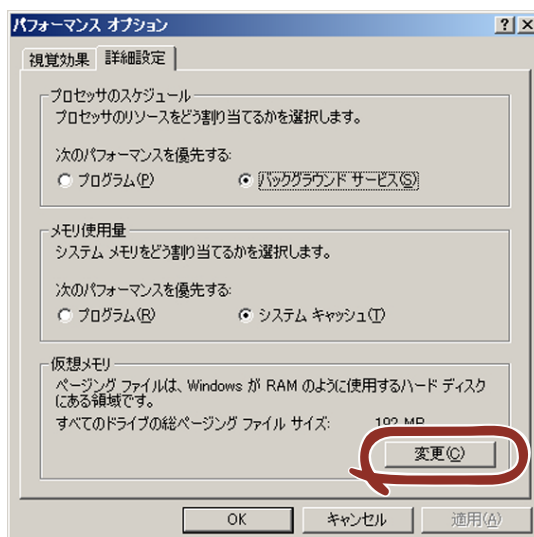 パフォーマンス オプション
視覚効果 詳細設定
プロセッサのスケジュール
プロセッサのリソースをどう割り当てるかを選択します。
次のパフォーマンスを優先する:
プログラム(P) バックグラウンド サービス(S)
メモリ使用量
システム メモリをどう割り当てるかを選択します。
次のパフォーマンスを優先する:
プログラム(R) システム キャッシュ(T)
仮想メモリ
ページング ファイルは、Windows が RAM のように使用するハード ディスク
にある領域です。
すべてのドライブの総ページング ファイル サイズ: 192 MB
変更(C)
OK キャンセル 適用(A)